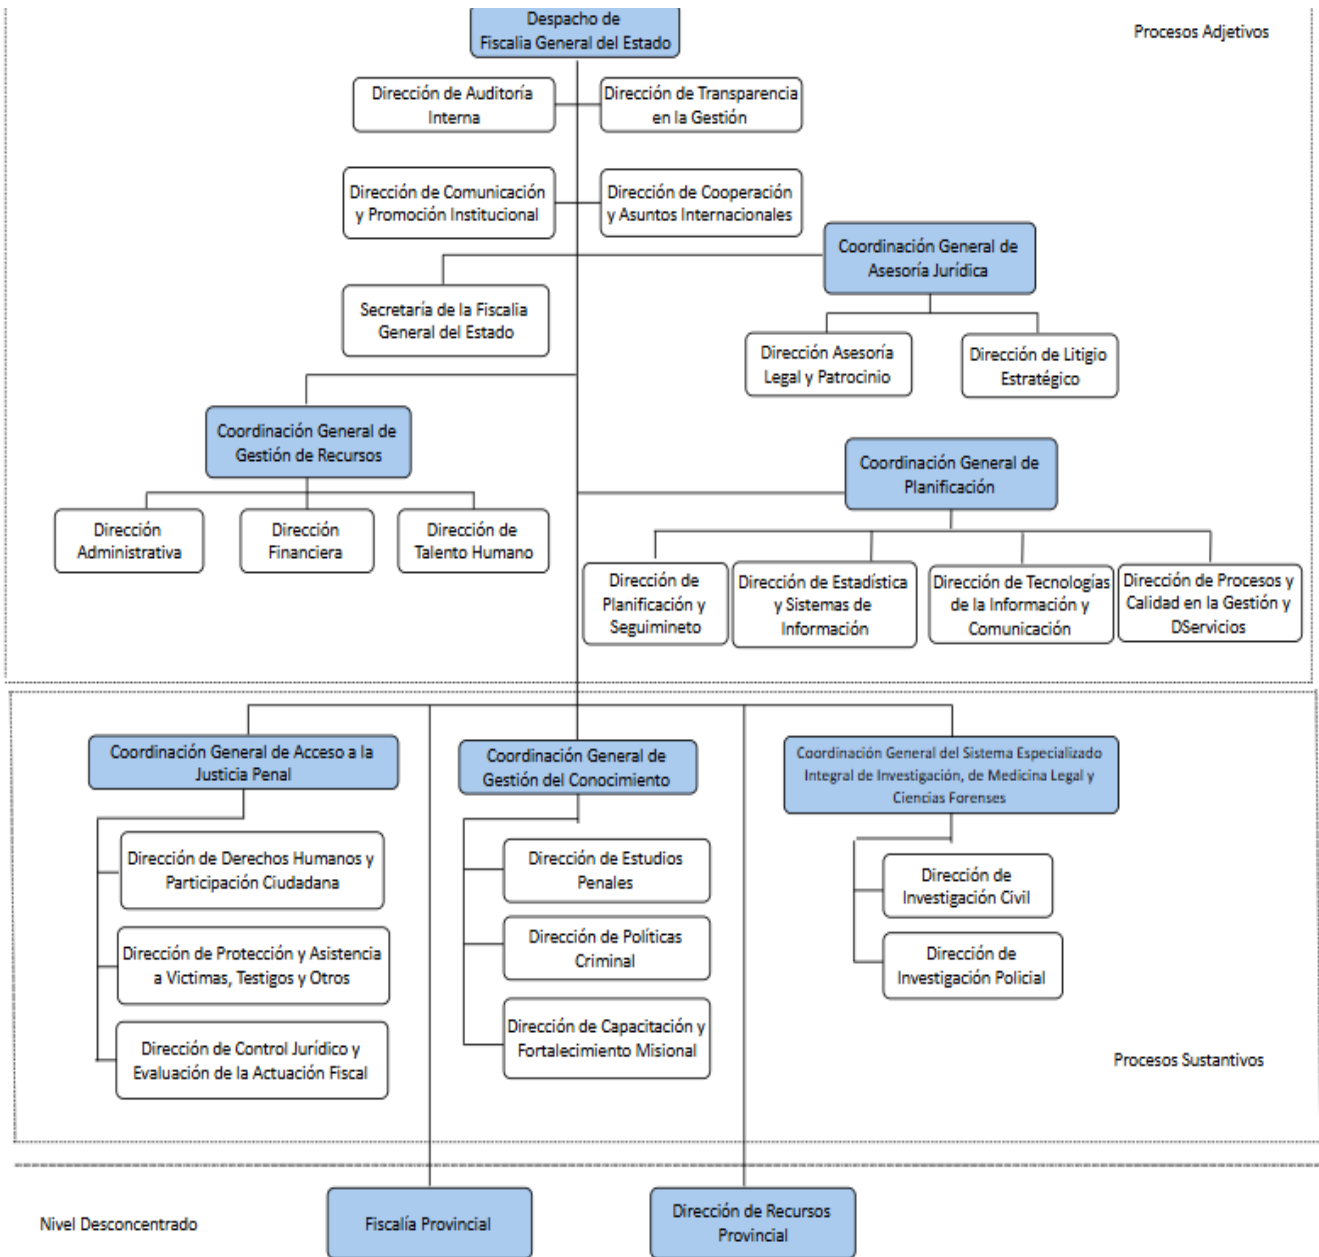 Despacho de
Fiscalia General del Estado
Procesos Adjetivos
Dirección de Auditoría
Interna
Dirección de Transparencia
en la Gestión
Dirección de Comunicación
y Promoción Institucional
Dirección de Cooperación
y Asuntos Internacionales
Coordinación General de
Asesoría Jurídica
Secretaría de la Fiscalia
General del Estado
Dirección Asesoría
Legal y Patrocinio
Dirección de Litigio
Estratégico
Coordinación General de
Gestión de Recursos
Coordinación General de
Planificación
Dirección
Administrativa
Dirección
Financiera
Dirección de
Talento Humano
Dirección de
Planificación y
Seguimineto
Dirección de Estadística
y Sistemas de
Información
Dirección de Tecnologías
de la Información y
Comunicación
Dirección de Procesos y
Calidad en la Gestión y
DServicios
Coordinación General de Acceso a la
Justicia Penal
Coordinación General de
Gestión del Conocimiento
Coordinación General del Sistema Especializado
Integral de Investigación, de Medicina Legal y
Ciencias Forenses
Dirección de Derechos Humanos y
Participación Ciudadana
Dirección de Estudios
Penales
Dirección de
Investigación Civil
Dirección de Protección y Asistencia
a Victimas, Testigos y Otros
Dirección de Políticas
Criminal
Dirección de
Investigación Policial
Dirección de Control Jurídico y
Evaluación de la Actuación Fiscal
Dirección de Capacitación y
Fortalecimiento Misional
Procesos Sustantivos
Nivel Desconcentrado
Fiscalía Provincial
Dirección de Recursos
Provincial